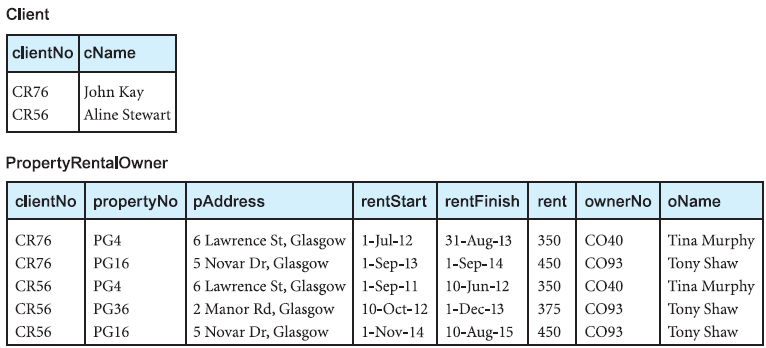 Client
clientNo cName
CR76 John Kay
CR56 Aline Stewart
PropertyRentalOwner
clientNo propertyNo pAddress rentStart rentFinish rent ownerNo oName
CR76 PG4 6 Lawrence St, Glasgow 1-Jul-12 31-Aug-13 350 CO40 Tina Murphy
CR76 PG16 5 Novar Dr, Glasgow 1-Sep-13 1-Sep-14 450 CO93 Tony Shaw
CR56 PG4 6 Lawrence St, Glasgow 1-Sep-11 10-Jun-12 350 CO40 Tina Murphy
CR56 PG36 2 Manor Rd, Glasgow 10-Oct-12 1-Dec-13 375 CO93 Tony Shaw
CR56 PG16 5 Novar Dr, Glasgow 1-Nov-14 10-Aug-15 450 CO93 Tony Shaw